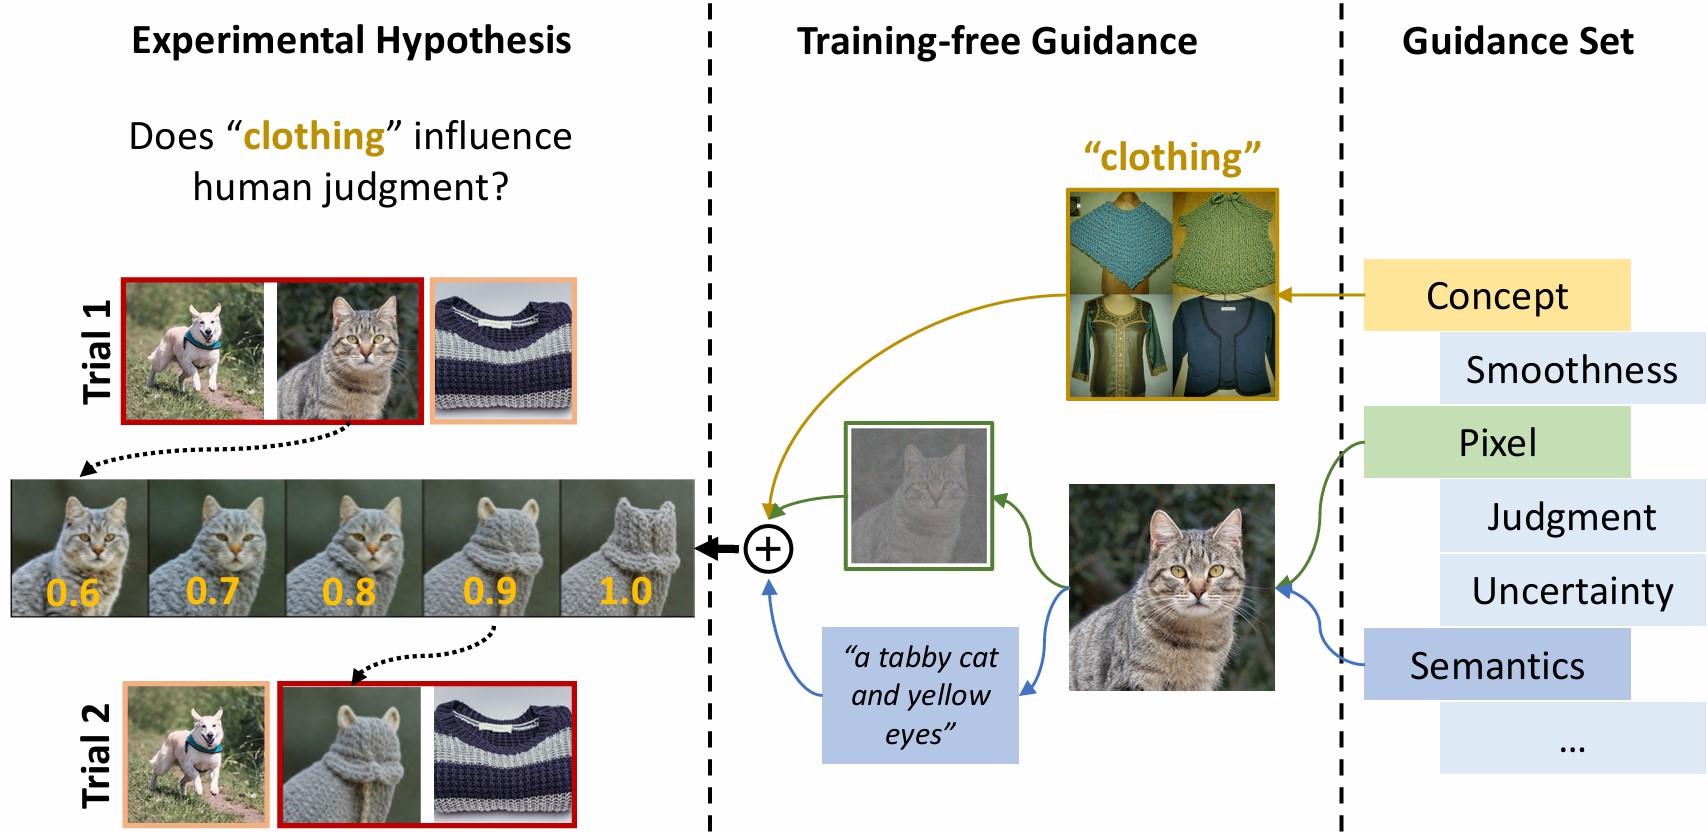 Experimental Hypothesis
Does “clothing” influence
human judgment?
Trial 1
0.6 0.7 0.8 0.9 1.0
Trial 2
Training-free Guidance
“clothing”
“a tabby cat
and yellow
eyes”
Guidance Set
Concept
Smoothness
Pixel
Judgment
Uncertainty
Semantics
...